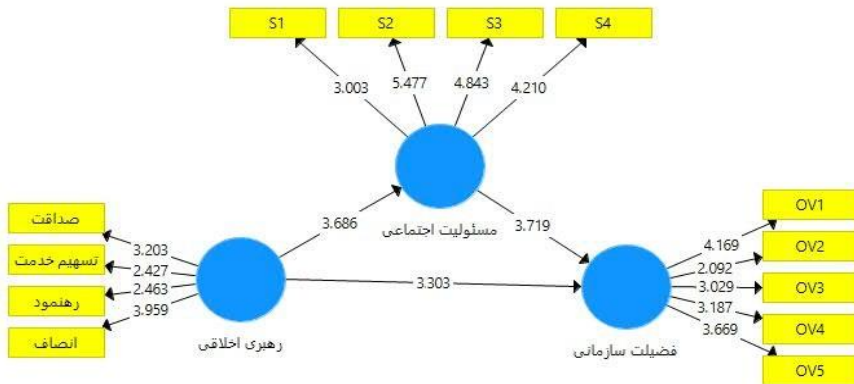 S1
S2
S3
S4
3.003
5.477
4.843
4.210
مسئولیت اجتماعی
3.686
3.719
صداقت
تسهیم خدمت
رهنمود
انصاف
3.203
2.427
2.463
3.959
رهبری اخلاقی
3.303
فضیلت سازمانی
4.169
2.092
3.029
3.187
3.669
OV1
OV2
OV3
OV4
OV5